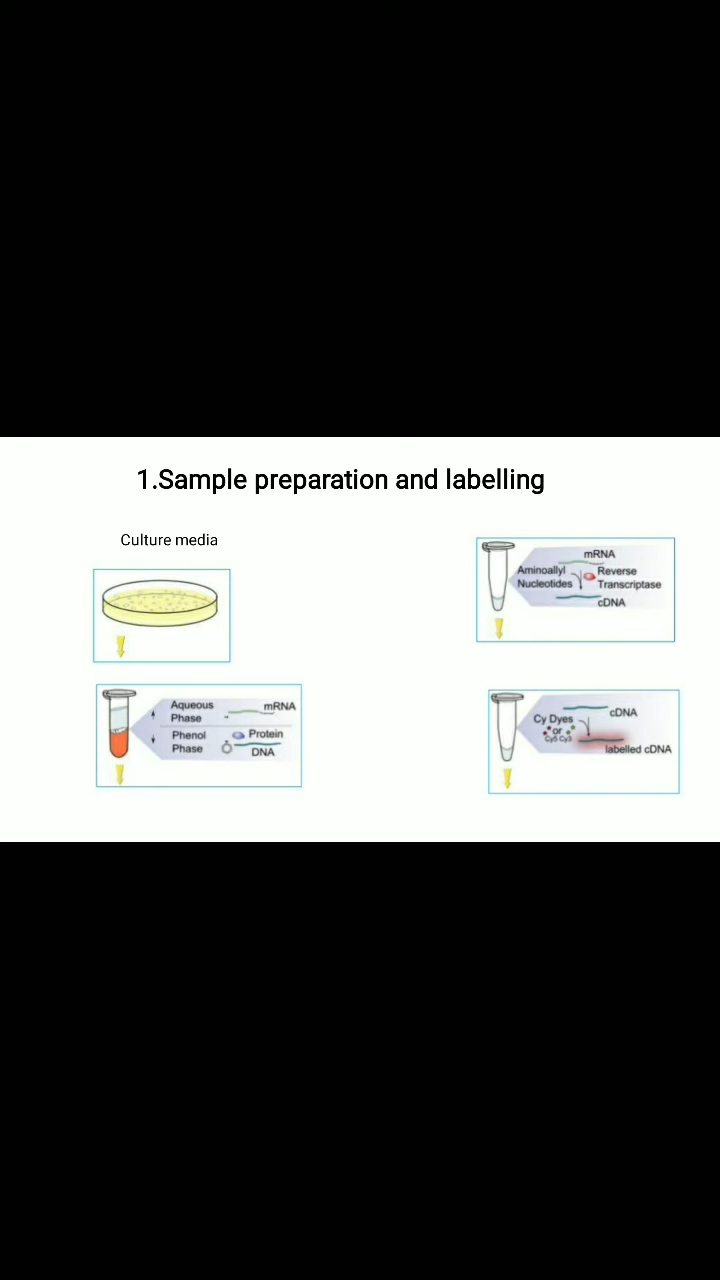 1.Sample preparation and labelling
Culture media
Aqueous
Phase
mRNA
Phenol
Phase
Protein
DNA
mRNA
Aminoallyl
Nucleotides
Reverse
Transcriptase
cDNA
cDNA
Cy Dyes
or
Cy5 Cy3
labelled cDNA